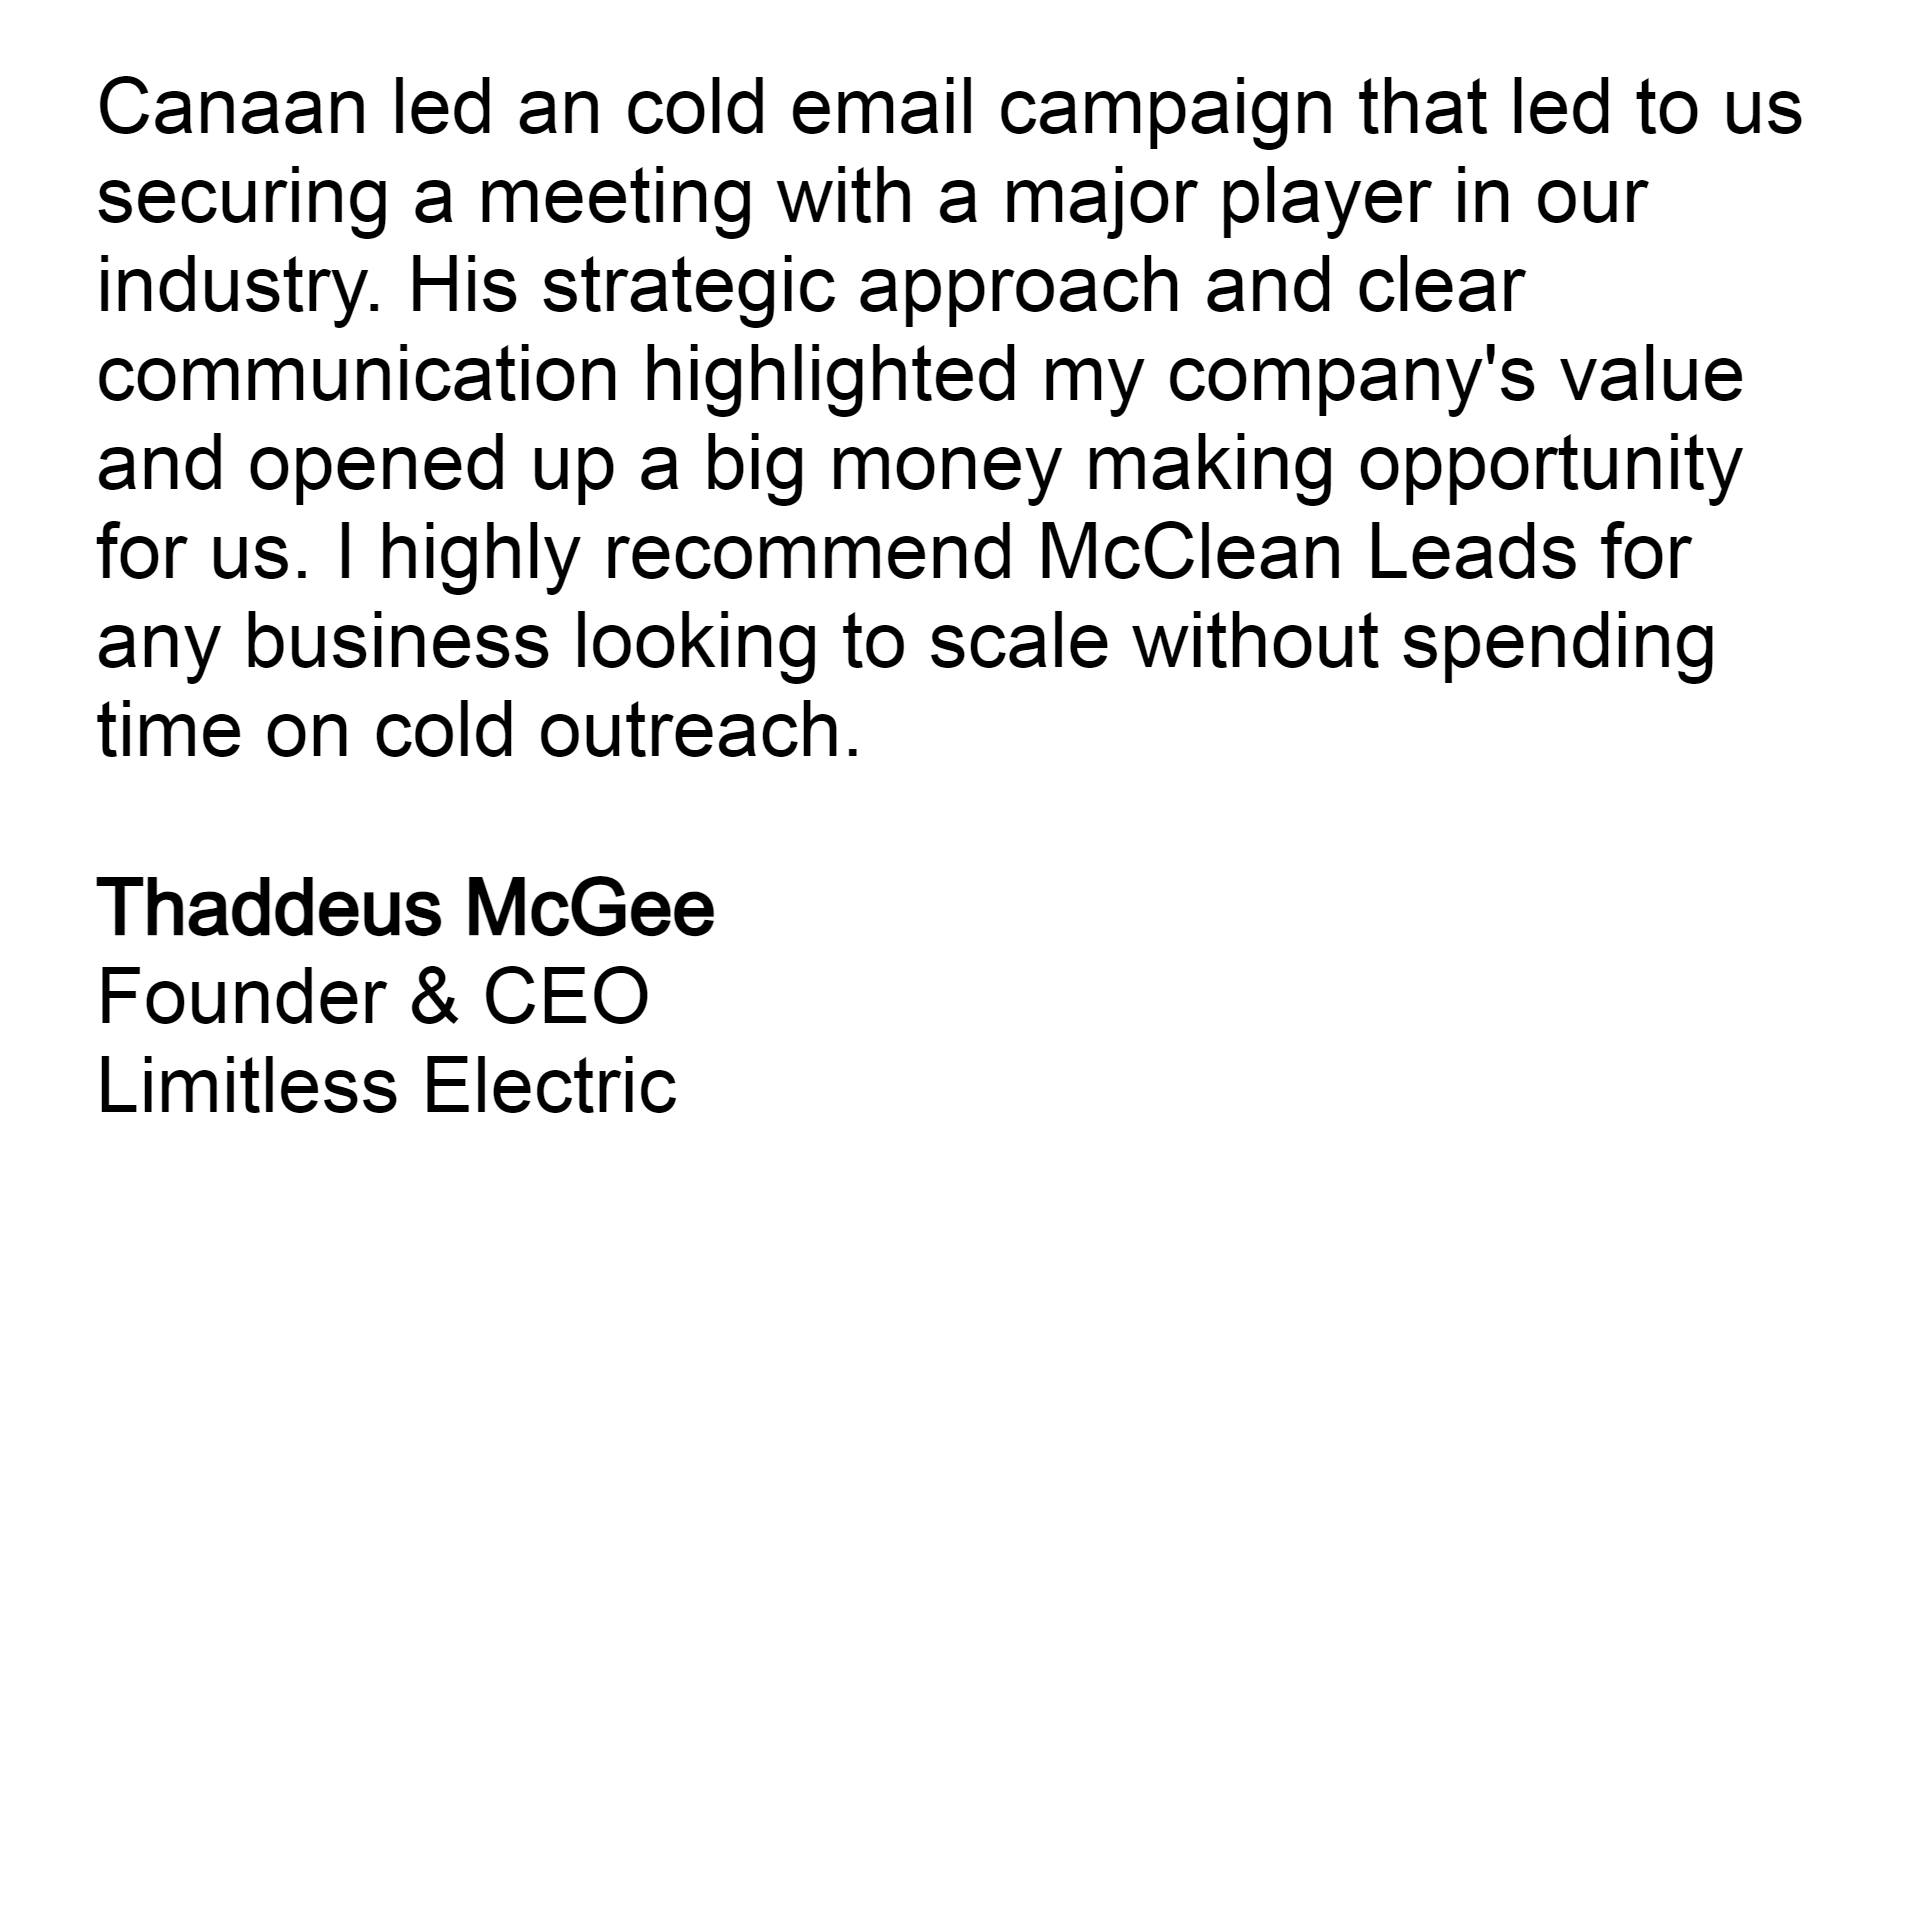 Canaan led an cold email campaign that led to us
securing a meeting with a major player in our
industry. His strategic approach and clear
communication highlighted my company's value
and opened up a big money making opportunity
for us. I highly recommend McClean Leads for
any business looking to scale without spending
time on cold outreach.
Thaddeus McGee
Founder & CEO
Limitless Electric